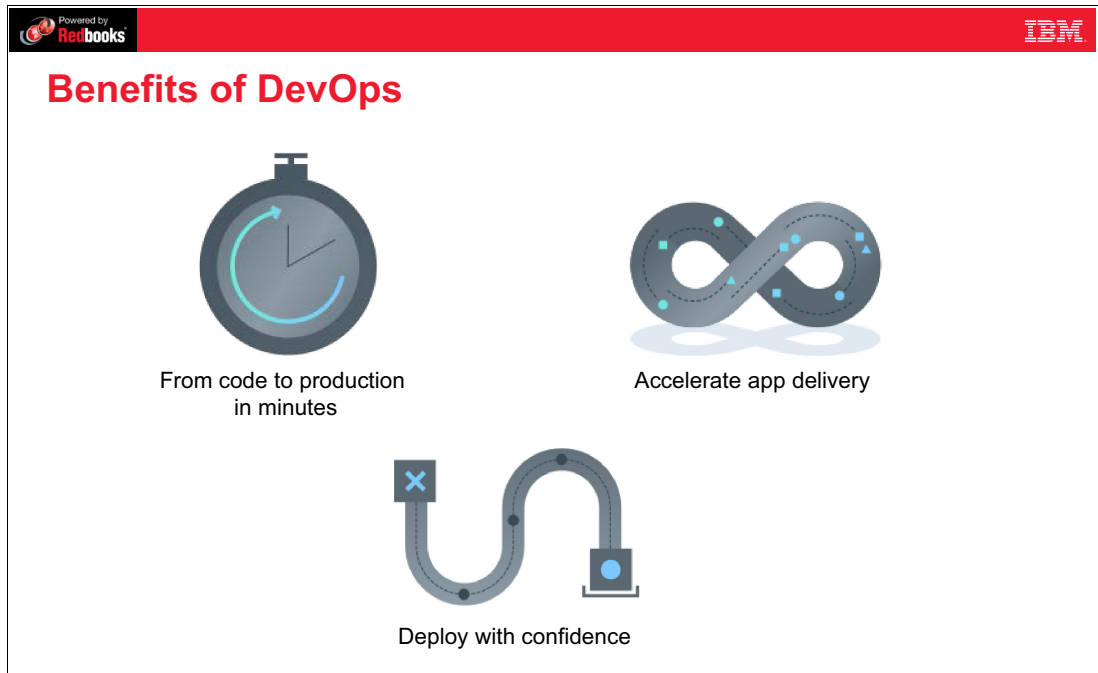 Powered by
Redbooks
IBM
Benefits of DevOps
From code to production
in minutes
Accelerate app delivery
Deploy with confidence